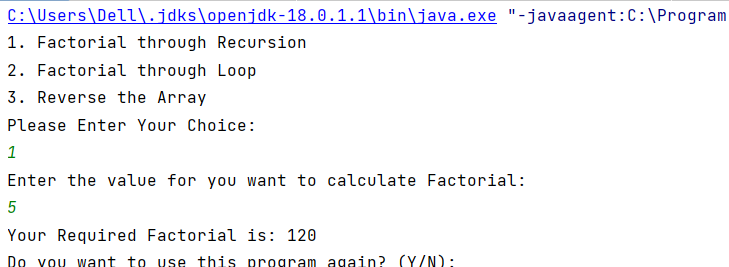 C:\Users\Dell\.jdks\openjdk-18.0.1.1\bin\java.exe "-javaagent:C:\Program
1. Factorial through Recursion
2. Factorial through Loop
3. Reverse the Array
Please Enter Your Choice:
1
Enter the value for you want to calculate Factorial:
5
Your Required Factorial is: 120
Do you want to use this program again? (Y/N):